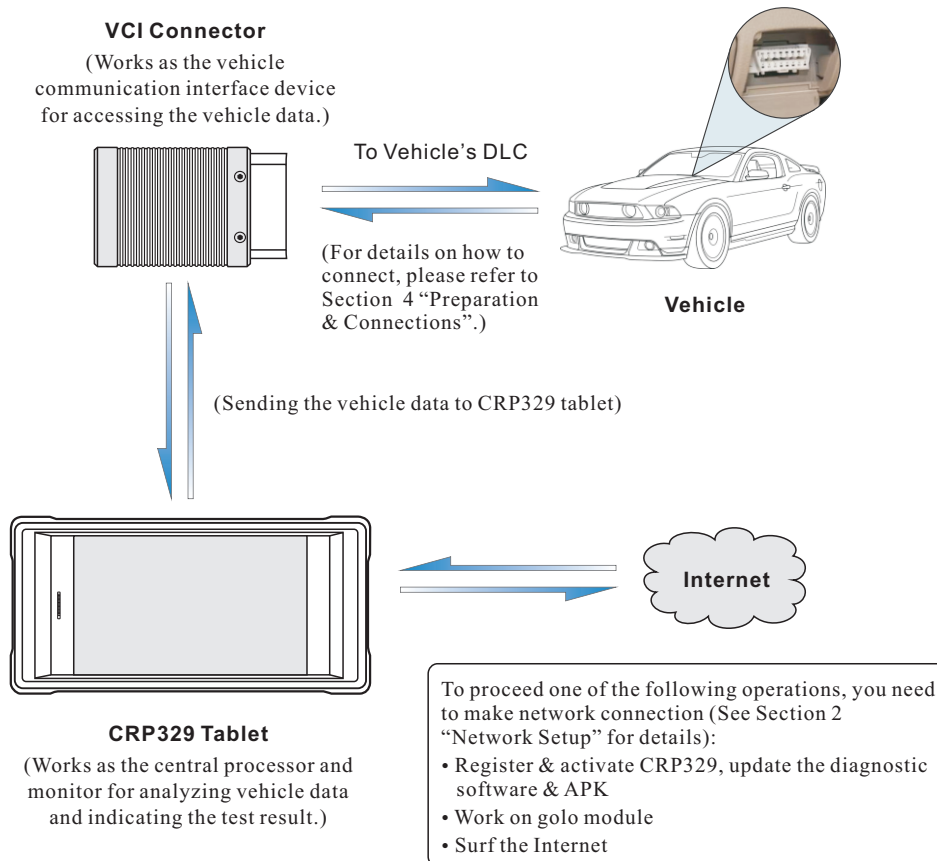 VCI Connector
(Works as the vehicle
communication interface device
for accessing the vehicle data.)
To Vehicle's DLC
(For details on how to
connect, please refer to
Section 4 “Preparation
& Connections”.)
Vehicle
(Sending the vehicle data to CRP329 tablet)
Internet
CRP329 Tablet
(Works as the central processor and
monitor for analyzing vehicle data
and indicating the test result.)
To proceed one of the following operations, you need
to make network connection (See Section 2
“Network Setup” for details):
• Register & activate CRP329, update the diagnostic
software & APK
• Work on golo module
• Surf the Internet